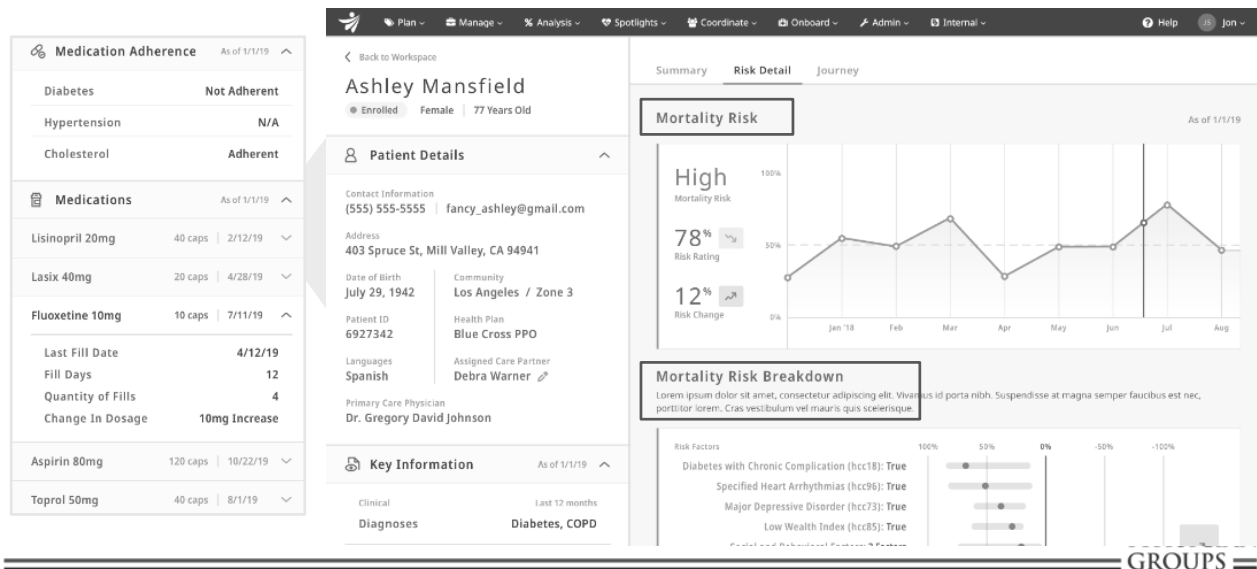 Plan
Manage
% Analysis
Spotlights
Coordinate
Onboard
Admin
Internal
Help
JS
Jon
Medication Adherence As of 1/1/19
Diabetes Not Adherent
Hypertension N/A
Cholesterol Adherent
Medications As of 1/1/19
Lisinopril 20mg 40 caps | 2/12/19
Lasix 40mg 20 caps | 4/28/19
Fluoxetine 10mg 10 caps | 7/11/19
Last Fill Date 4/12/19
Fill Days 12
Quantity of Fills 4
Change In Dosage 10mg Increase
Aspirin 80mg 120 caps | 10/22/19
Toprol 50mg 40 caps | 8/1/19
Back to Workspace
Ashley Mansfield
Enrolled Female | 77 Years Old
Patient Details
Contact Information
(555) 555-5555 | fancy_ashley@gmail.com
Address
403 Spruce St, Mill Valley, CA 94941
Date of Birth Community
July 29, 1942 Los Angeles / Zone 3
Patient ID Health Plan
6927342 Blue Cross PPO
Languages Assigned Care Partner
Spanish Debra Warner
Primary Care Physician
Dr. Gregory David Johnson
Key Information As of 1/1/19
Clinical Last 12 months
Diagnoses Diabetes, COPD
Summary Risk Detail Journey
Mortality Risk As of 1/1/19
High
Mortality Risk
78%
Risk Rating
12%
Risk Change
100%
50%
0%
Jan '18 Feb Mar Apr May Jun Jul Aug
Mortality Risk Breakdown
Lorem ipsum dolor sit amet, consectetur adipiscing elit. Vivamus id porta nibh. Suspendisse at magna semper faucibus est nec,
porttitor lorem. Cras vestibulum vel mauris quis scelerisque.
Risk Factors 100% 50% 0% -50% -100%
Diabetes with Chronic Complication (hcc18): True
Specified Heart Arrhythmias (hcc96): True
Major Depressive Disorder (hcc73): True
Low Wealth Index (hcc85): True
Social and Behavioral Factors: 3 Factors
GROUPS